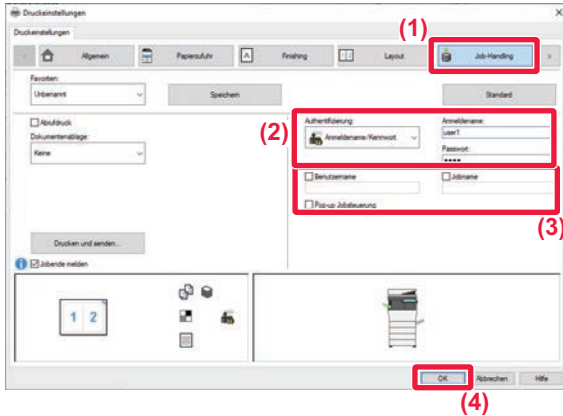 Druckeinstellungen
Druckeinstellungen
(1)
Allgemein
Papierzufuhr
A
Finishing
Layout
Job-Handling
Favoriten:
Unbenannt
Speichern
Standard
(2)
Abrufdruck
Dokumentenablage:
Keine
Authentifizierung:
Anmeldename/Kennwort
Anmeldename:
user1
Passwort:
••••
Benutzername
Jobname
Pop-up Jobsteuerung
(3)
Drucken und senden...
Jobende melden
1 2
OK
Abbrechen
Hilfe
(4)